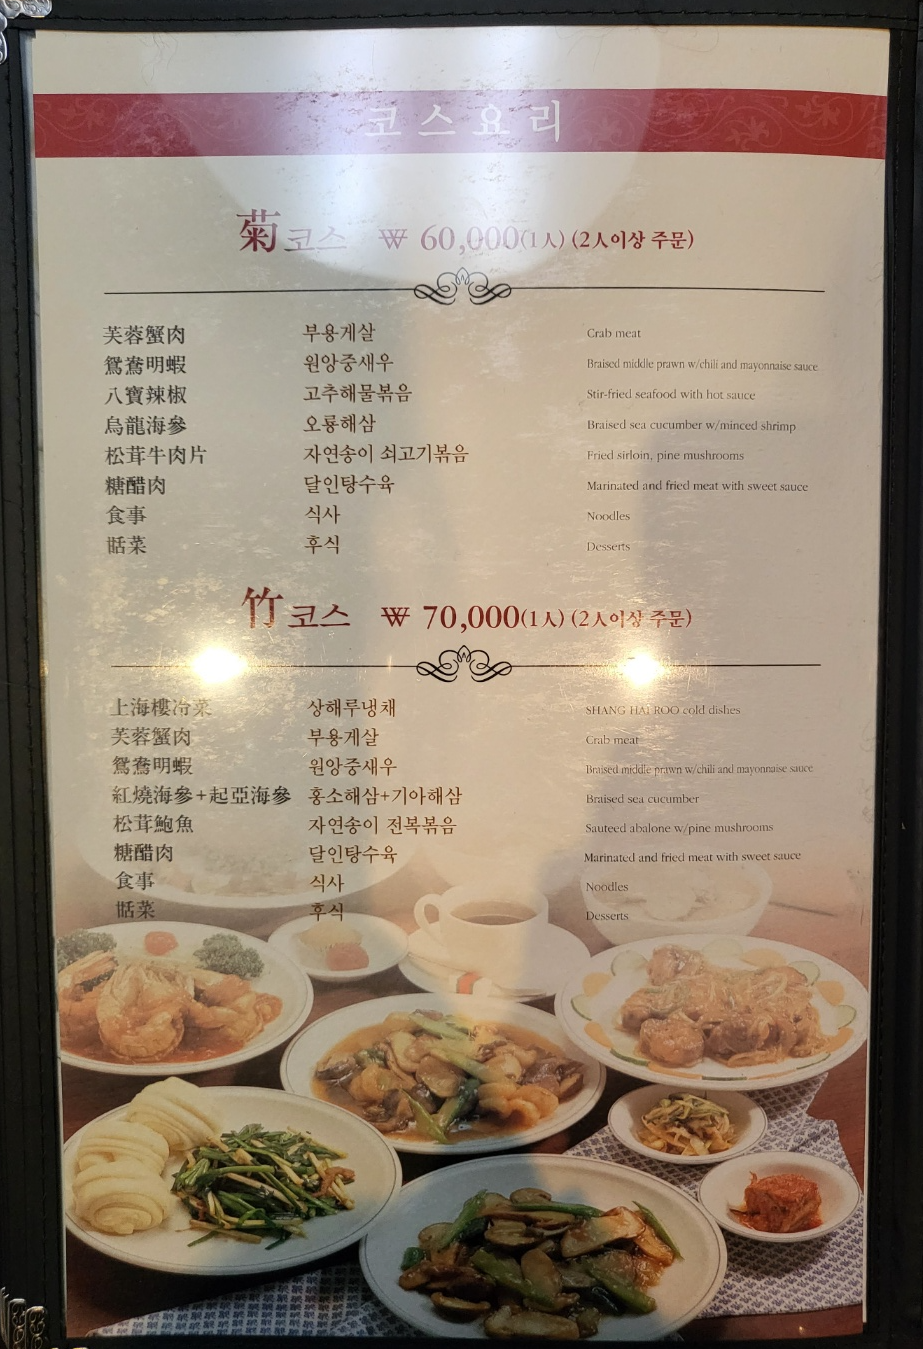 코스요리
菊 코스 ₩ 60,000(1人) (2人이상 주문)
芙蓉蟹肉 부용게살 Crab meat
鴛鴦明蝦 원앙중새우 Braised middle prawn w/chili and mayonnaise sauce
八寶辣椒 고추해물볶음 Stir-fried seafood with hot sauce
烏龍海參 오룡해삼 Braised sea cucumber w/minced shrimp
松茸牛肉片 자연송이 쇠고기볶음 Fried sirloin, pine mushrooms
糖醋肉 달인탕수육 Marinated and fried meat with sweet sauce
食事 식사 Noodles
甛菜 후식 Desserts
竹 코스 ₩ 70,000(1人) (2人이상 주문)
上海樓冷菜 상해루냉채 SHANG HAI ROO cold dishes
芙蓉蟹肉 부용게살 Crab meat
鴛鴦明蝦 원앙중새우 Braised middle prawn w/chili and mayonnaise sauce
紅燒海參+起亞海參 홍소해삼+기아해삼 Braised sea cucumber
松茸鮑魚 자연송이 전복볶음 Sauteed abalone w/pine mushrooms
糖醋肉 달인탕수육 Marinated and fried meat with sweet sauce
食事 식사 Noodles
甛菜 후식 Desserts